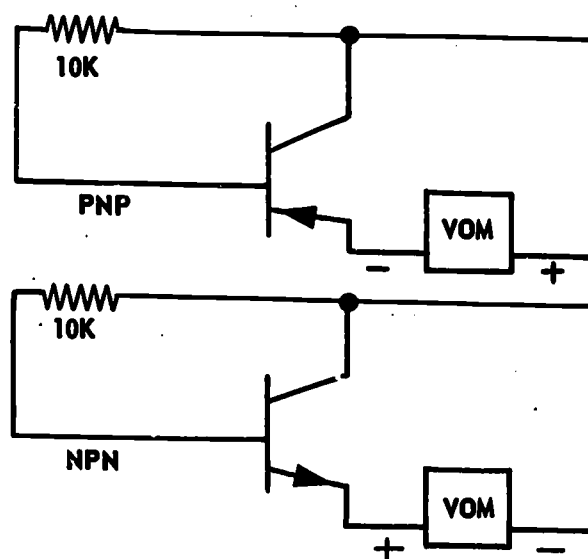 10K
PNP
VOM
- +
10K
NPN
VOM
+ -